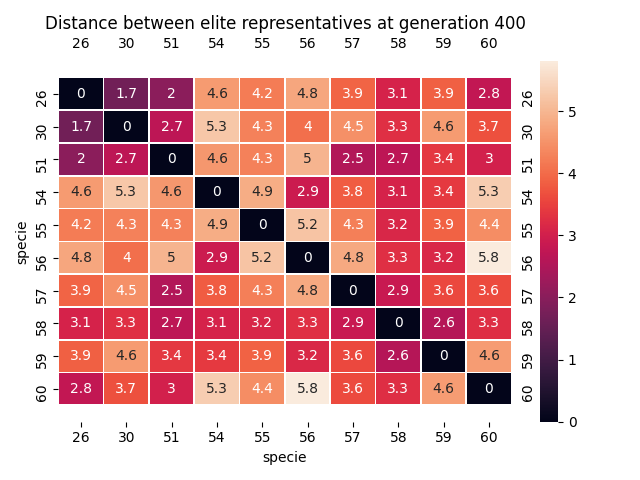 Distance between elite representatives at generation 400
26 30 51 54 55 56 57 58 59 60
26 0 1.7 2 4.6 4.2 4.8 3.9 3.1 3.9 2.8 26
30 1.7 0 2.7 5.3 4.3 4 4.5 3.3 4.6 3.7 30
51 2 2.7 0 4.6 4.3 5 2.5 2.7 3.4 3 51
54 4.6 5.3 4.6 0 4.9 2.9 3.8 3.1 3.4 5.3 54
55 4.2 4.3 4.3 4.9 0 5.2 4.3 3.2 3.9 4.4 55
56 4.8 4 5 2.9 5.2 0 4.8 3.3 3.2 5.8 56
57 3.9 4.5 2.5 3.8 4.3 4.8 0 2.9 3.6 3.6 57
58 3.1 3.3 2.7 3.1 3.2 3.3 2.9 0 2.6 3.3 58
59 3.9 4.6 3.4 3.4 3.9 3.2 3.6 2.6 0 4.6 59
60 2.8 3.7 3 5.3 4.4 5.8 3.6 3.3 4.6 0 60
26 30 51 54 55 56 57 58 59 60
specie
specie
5
4
3
2
1
0